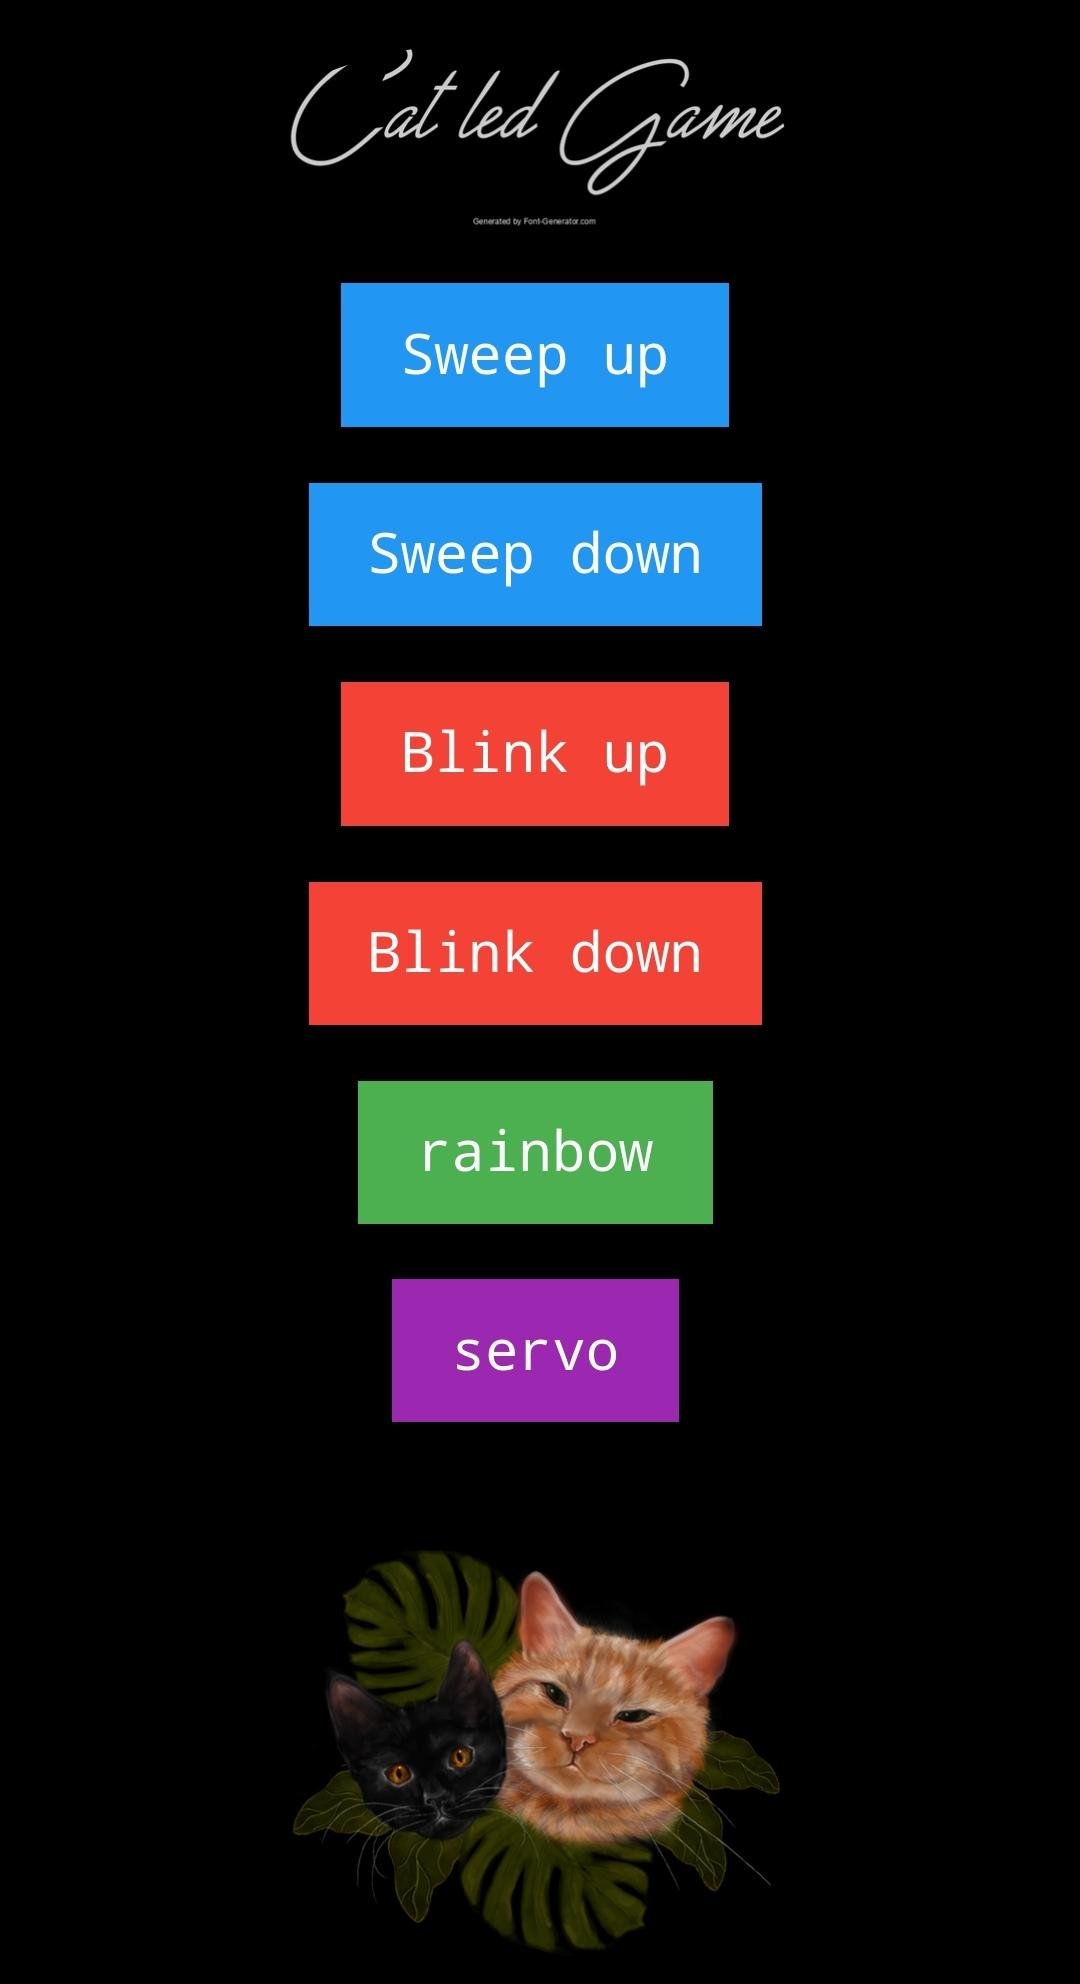 Cat led Game
Generated by Font-Generator.com
Sweep up
Sweep down
Blink up
Blink down
rainbow
servo